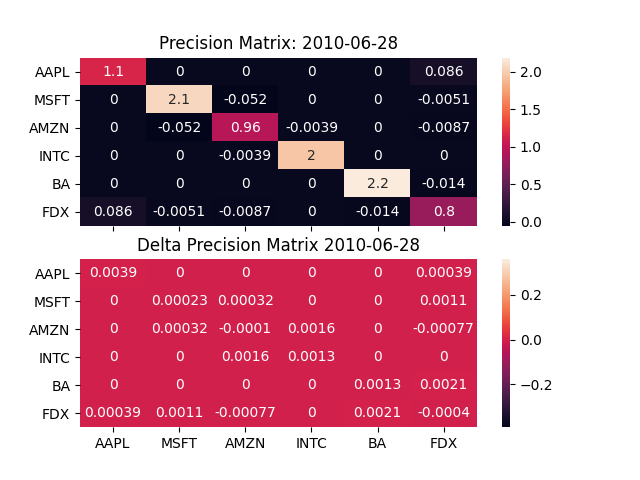 Precision Matrix: 2010-06-28
AAPL 1.1 0 0 0 0 0.086
MSFT 0 2.1 -0.052 0 0 -0.0051
AMZN 0 -0.052 0.96 -0.0039 0 -0.0087
INTC 0 0 -0.0039 2 0 0
BA 0 0 0 0 2.2 -0.014
FDX 0.086 -0.0051 -0.0087 0 -0.014 0.8
2.0
1.5
1.0
0.5
0.0
Delta Precision Matrix 2010-06-28
AAPL 0.0039 0 0 0 0 0.00039
MSFT 0 0.00023 0.00032 0 0 0.0011
AMZN 0 0.00032 -0.0001 0.0016 0 -0.00077
INTC 0 0 0.0016 0.0013 0 0
BA 0 0 0 0 0.0013 0.0021
FDX 0.00039 0.0011 -0.00077 0 0.0021 -0.0004
AAPL MSFT AMZN INTC BA FDX
0.2
0.0
−0.2